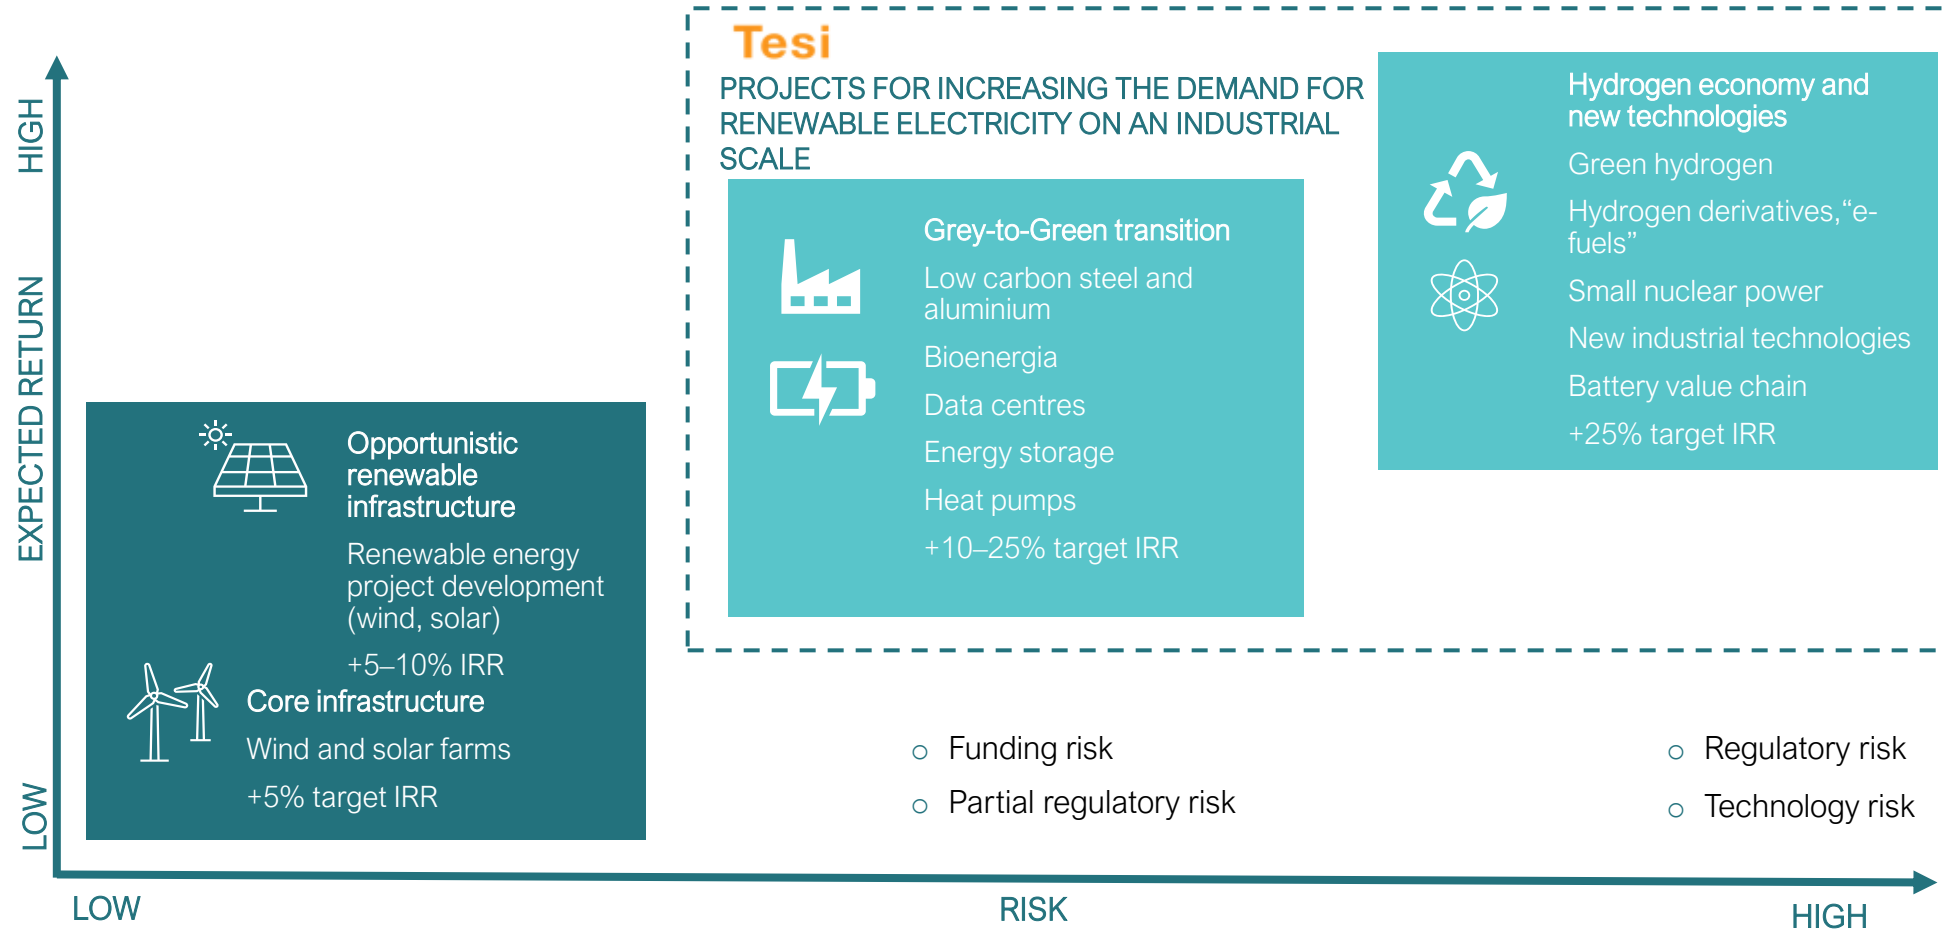 Tesi
PROJECTS FOR INCREASING THE DEMAND FOR
RENEWABLE ELECTRICITY ON AN INDUSTRIAL
SCALE
HIGH
EXPECTED RETURN
LOW
Opportunistic
renewable
infrastructure
Renewable energy
project development
(wind, solar)
+5–10% IRR
Core infrastructure
Wind and solar farms
+5% target IRR
Grey-to-Green transition
Low carbon steel and
aluminium
Bioenergia
Data centres
Energy storage
Heat pumps
+10–25% target IRR
Hydrogen economy and
new technologies
Green hydrogen
Hydrogen derivatives,“e-
fuels”
Small nuclear power
New industrial technologies
Battery value chain
+25% target IRR
Funding risk
Partial regulatory risk
Regulatory risk
Technology risk
LOW
RISK
HIGH